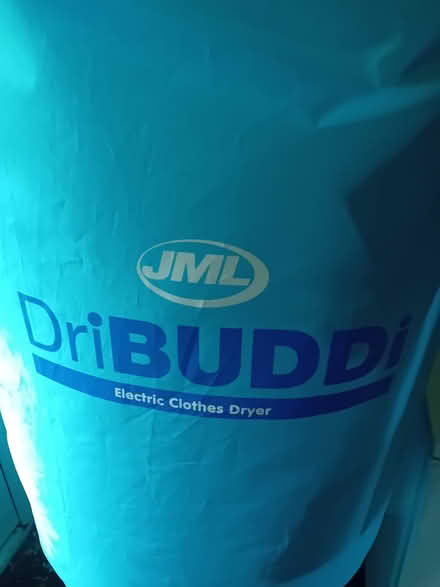 JML
DriBUDDi
Electric Clothes Dryer